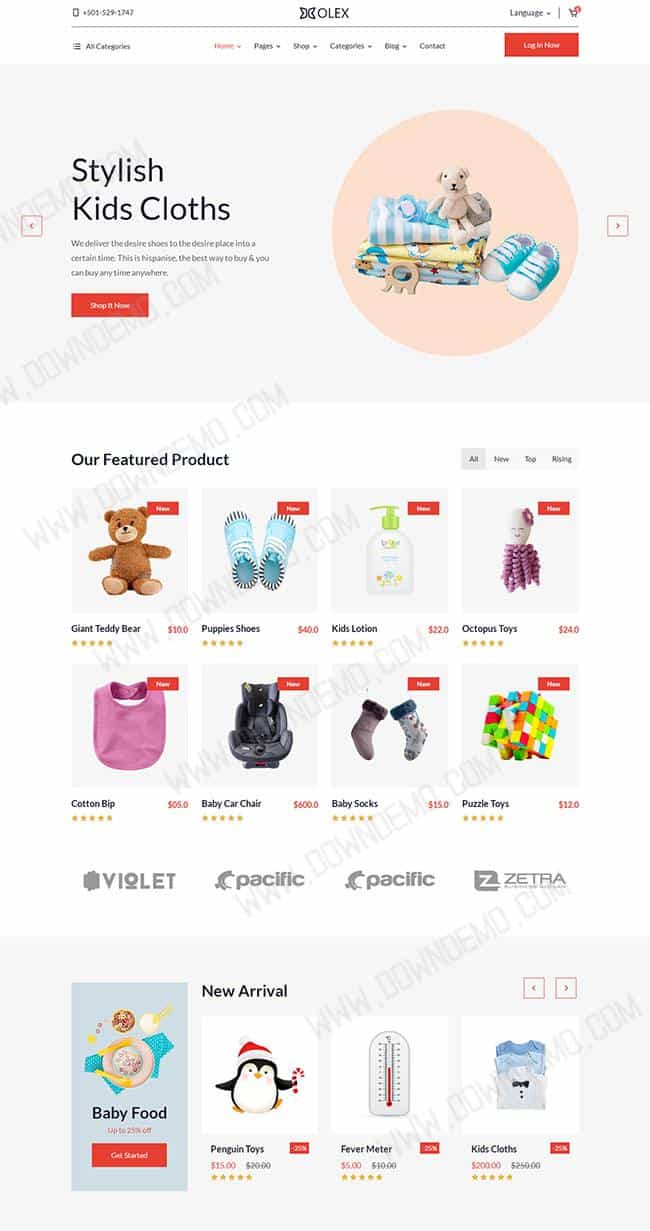 +501-529-1747
OLEX
Language
1
All Categories
Home
Pages
Shop
Categories
Blog
Contact
Log In Now
Stylish
Kids Cloths
We deliver the desire shoes to the desire place into a
certain time. This is hispanise, the best way to buy & you
can buy any time anywhere.
Shop It Now
Our Featured Product
All
New
Top
Rising
New
New
New
New
Giant Teddy Bear
$10.0
Puppies Shoes
$40.0
Kids Lotion
$22.0
Octopus Toys
$24.0
New
New
New
New
Cotton Bip
$05.0
Baby Car Chair
$600.0
Baby Socks
$15.0
Puzzle Toys
$12.0
VIOLET
pacific
pacific
ZETRA
New Arrival
Baby Food
Up to 25% off
Get Started
Penguin Toys
-25%
$15.00 $20.00
Fever Meter
-25%
$5.00 $10.00
Kids Cloths
-25%
$200.00 $250.00
WWW.DOWNDEMO.COM